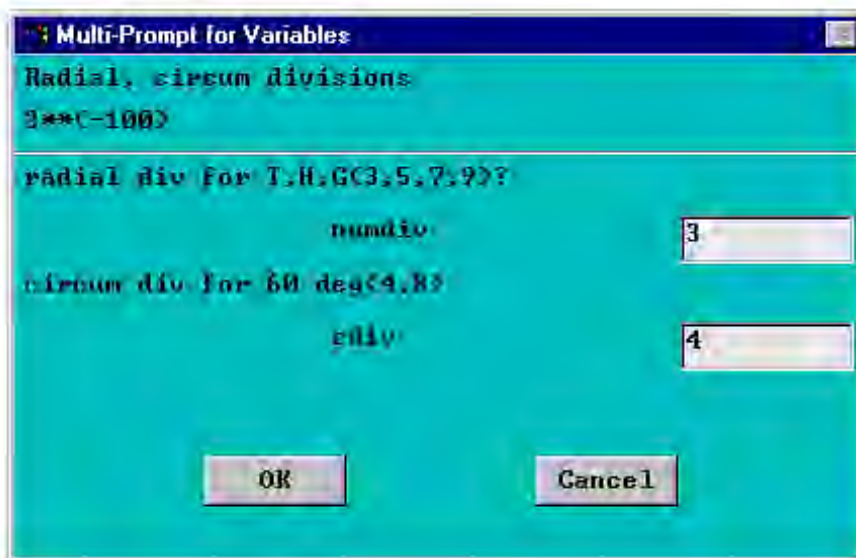 Multi-Prompt for Variables
Radial, circum divisions
2**(-100)
radial div for T,H,G(3,5,7,9)?
numdiv
3
circum div for 60 deg(4,8)
cdiv
4
OK
Cancel